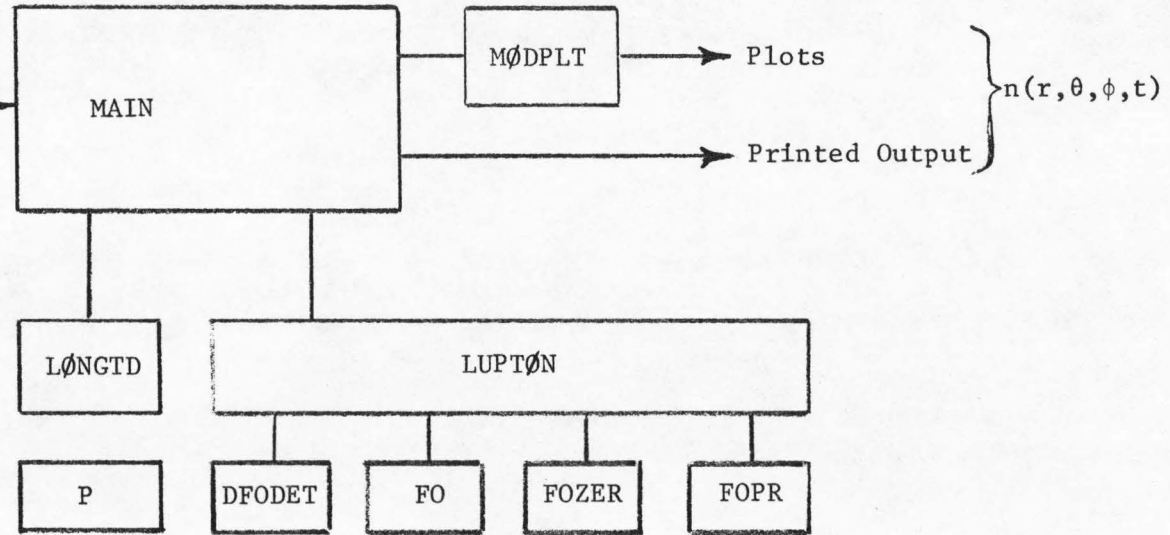 MØDPLT
Plots
MAIN
n(r,θ,φ,t)
Printed Output
LØNGTD
LUPTØN
P
DFODET
FO
FOZER
FOPR